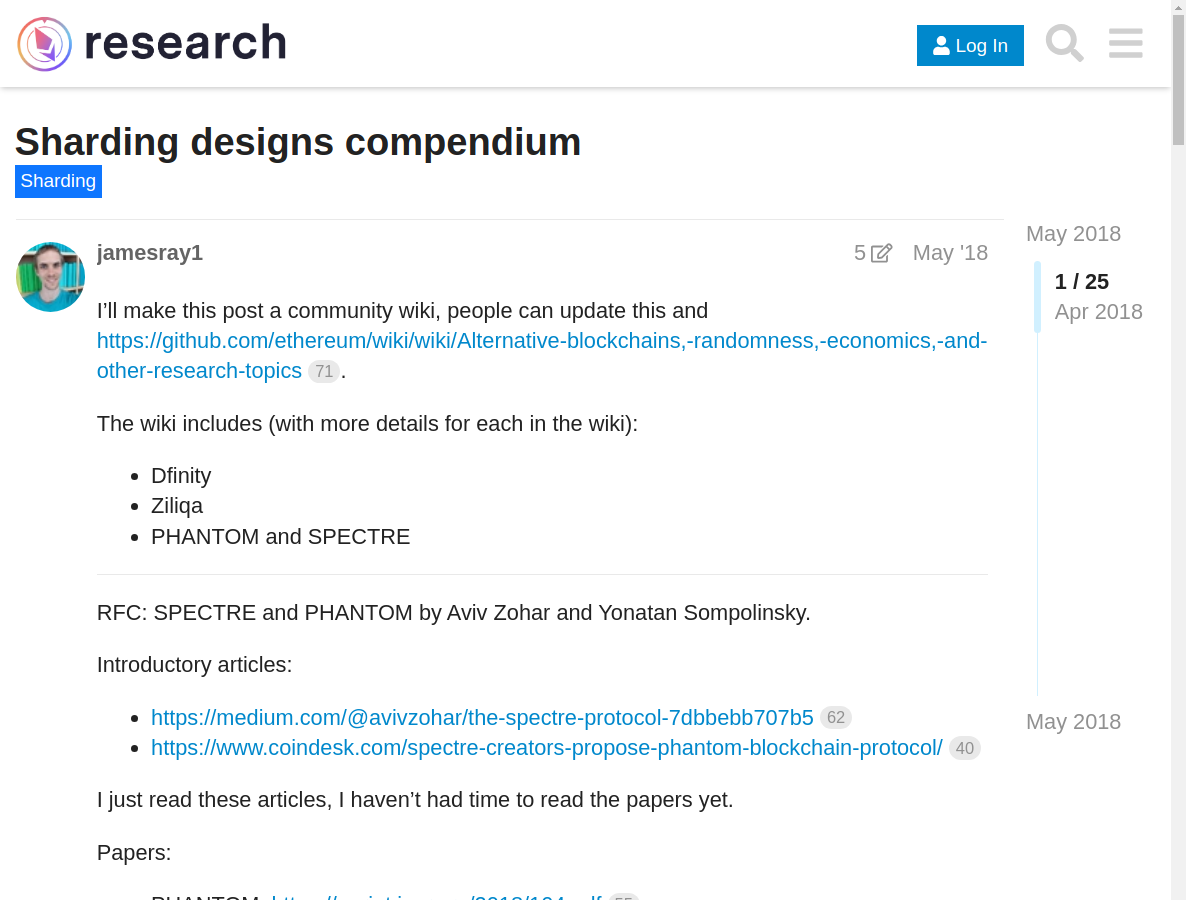 research
Log In
Sharding designs compendium
Sharding
jamesray1
5
May '18
May 2018
1 / 25
Apr 2018
I’ll make this post a community wiki, people can update this and
https://github.com/ethereum/wiki/wiki/Alternative-blockchains,-randomness,-economics,-and-
other-research-topics 71.
The wiki includes (with more details for each in the wiki):
Dfinity
Ziliqa
PHANTOM and SPECTRE
RFC: SPECTRE and PHANTOM by Aviv Zohar and Yonatan Sompolinsky.
Introductory articles:
https://medium.com/@avivzohar/the-spectre-protocol-7dbbebb707b5 62
https://www.coindesk.com/spectre-creators-propose-phantom-blockchain-protocol/ 40
May 2018
I just read these articles, I haven’t had time to read the papers yet.
Papers: